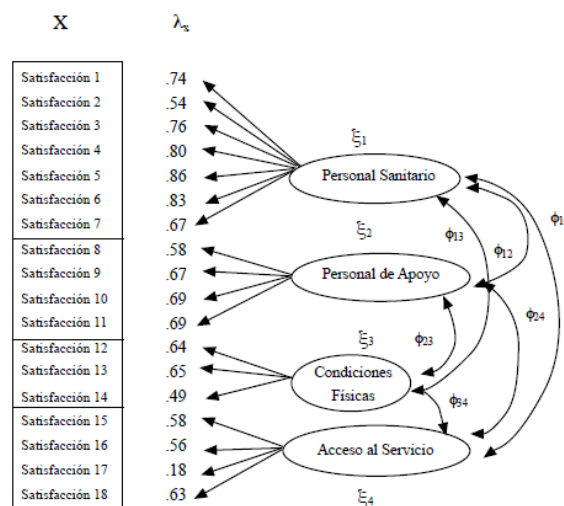 X λx
Satisfacción 1 .74
Satisfacción 2 .54
Satisfacción 3 .76
Satisfacción 4 .80
Satisfacción 5 .86
Satisfacción 6 .83
Satisfacción 7 .67
Satisfacción 8 .58
Satisfacción 9 .67
Satisfacción 10 .69
Satisfacción 11 .69
Satisfacción 12 .64
Satisfacción 13 .65
Satisfacción 14 .49
Satisfacción 15 .58
Satisfacción 16 .56
Satisfacción 17 .18
Satisfacción 18 .63
ξ1
Personal Sanitario
ξ2
Personal de Apoyo
ξ3
Condiciones
Físicas
Acceso al Servicio
ξ4
ϕ13
ϕ12
ϕ1
ϕ24
ϕ23
ϕ34